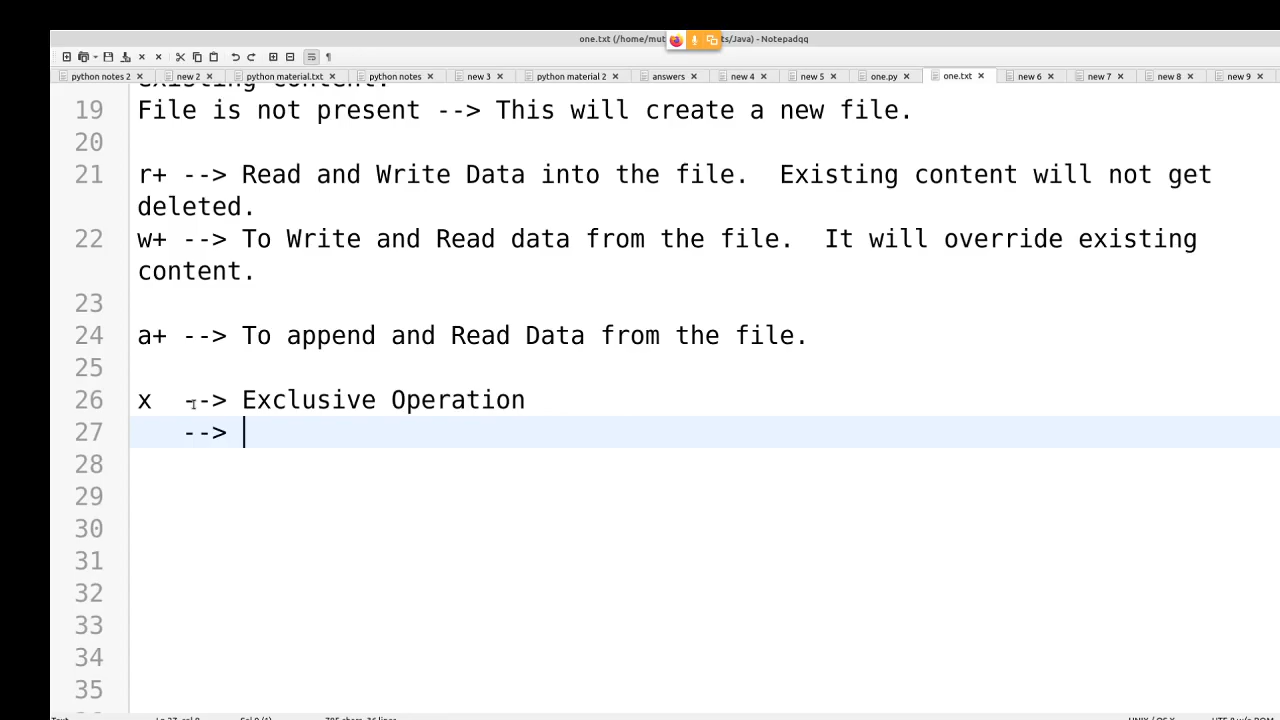 one.txt (/home/mut ts/Java) - Notepadqq
python notes 2 new 2 python material.txt python notes new 3 python material 2 answers new 4 new 5 one.py one.txt new 6 new 7 new 8 new 9
existing content.
19 File is not present --> This will create a new file.
20
21 r+ --> Read and Write Data into the file.  Existing content will not get
deleted.
22 w+ --> To Write and Read data from the file.  It will override existing
content.
23
24 a+ --> To append and Read Data from the file.
25
26 x  --> Exclusive Operation
27    -->
28
29
30
31
32
33
34
35